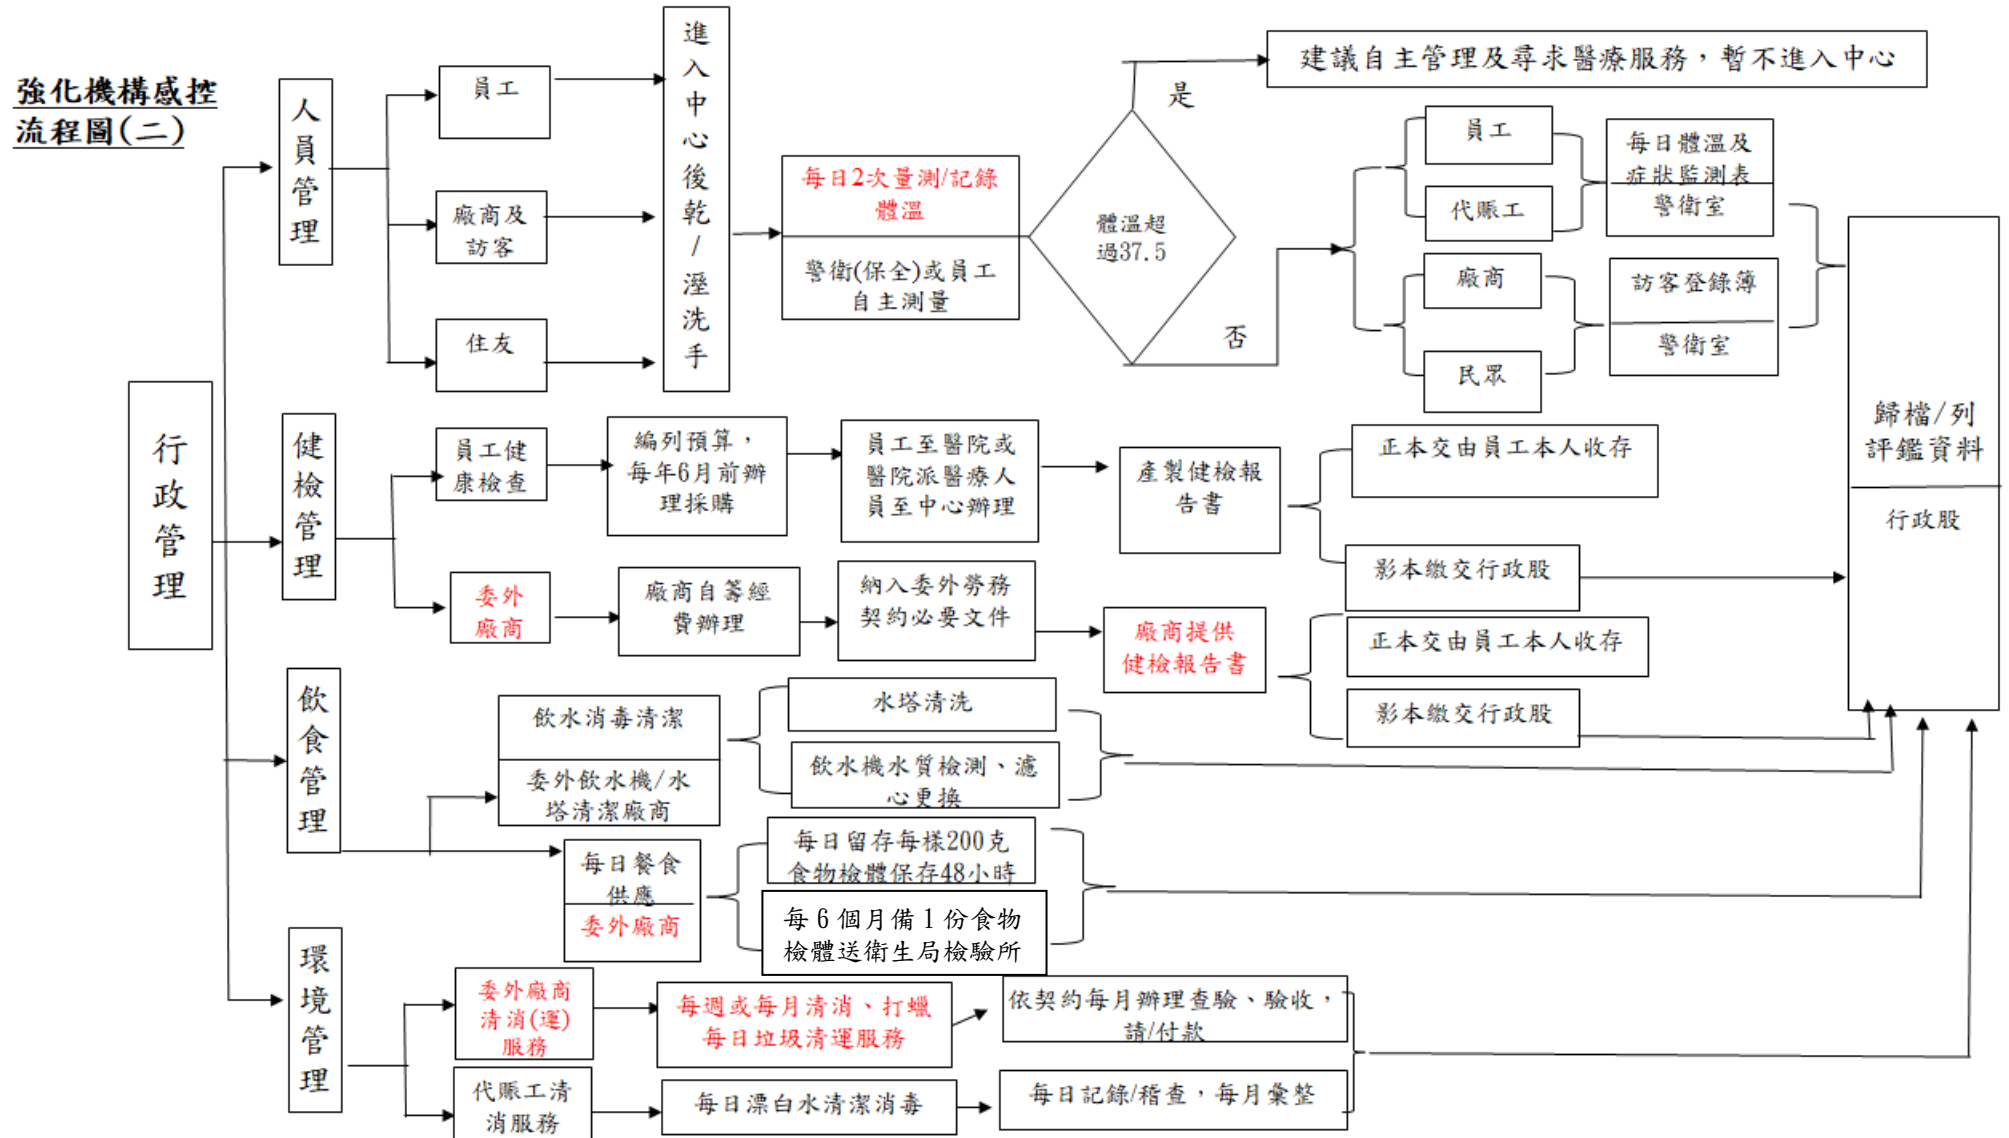 強化機構感控
流程圖(二)
行政管理
人員管理
員工
廠商及
訪客
住友
進入中心後乾/溼洗手
每日2次量測/記錄
體溫
警衛(保全)或員工
自主測量
體溫超
過37.5
是
建議自主管理及尋求醫療服務，暫不進入中心
否
員工
代賑工
每日體溫及
症狀監測表
警衛室
廠商
民眾
訪客登錄簿
警衛室
歸檔/列
評鑑資料
行政股
健檢管理
員工健
康檢查
編列預算，
每年6月前辦
理採購
員工至醫院或
醫院派醫療人
員至中心辦理
產製健檢報
告書
正本交由員工本人收存
影本繳交行政股
委外
廠商
廠商自籌經
費辦理
納入委外勞務
契約必要文件
廠商提供
健檢報告書
正本交由員工本人收存
影本繳交行政股
飲食管理
飲水消毒清潔
委外飲水機/水
塔清潔廠商
水塔清洗
飲水機水質檢測、濾
心更換
每日餐食
供應
委外廠商
每日留存每樣200克
食物檢體保存48小時
每 6 個月備 1 份食物
檢體送衛生局檢驗所
環境管理
委外廠商
清消(運)
服務
每週或每月清消、打蠟
每日垃圾清運服務
依契約每月辦理查驗、驗收，
請/付款
代賑工清
消服務
每日漂白水清潔消毒
每日記錄/稽查，每月彙整